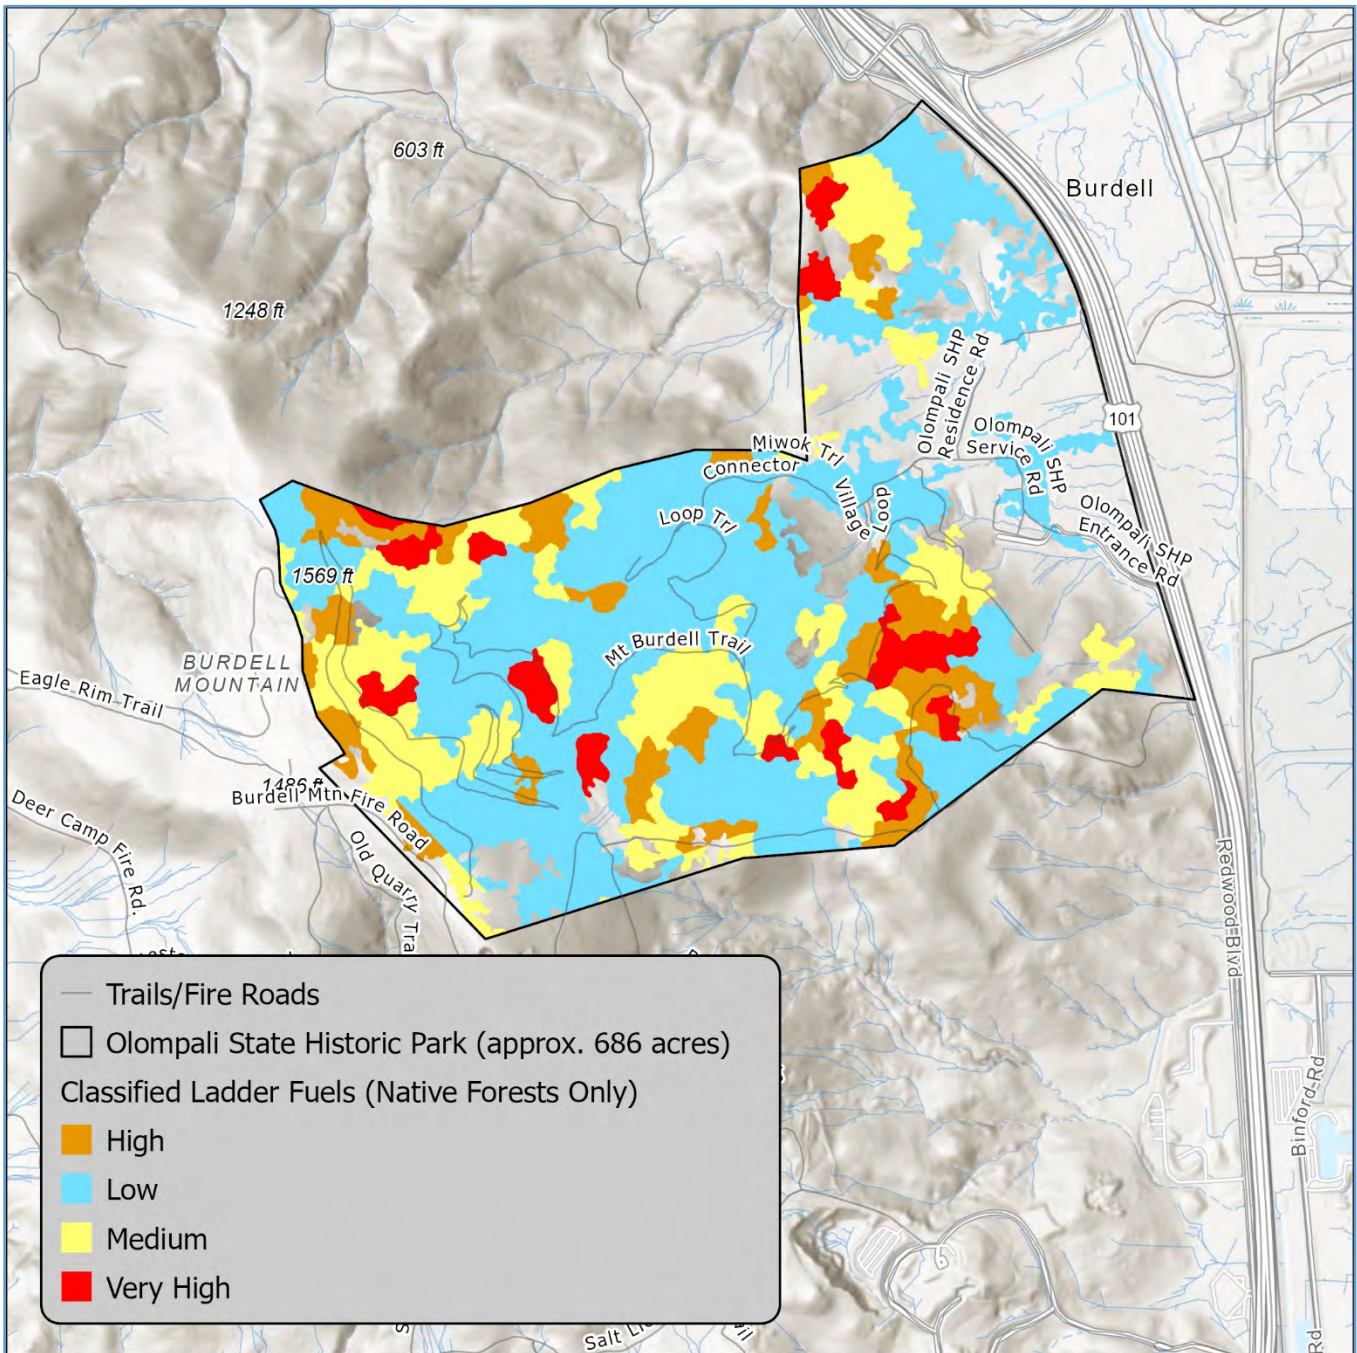 603 ft
Burdell
1248 ft
Olompali SHP
Residence Rd
101
Miwok Trl
Connector
Olompali SHP
Service Rd
Village
Loop
Loop Trl
Olompali SHP
Entrance Rd
1569 ft
Mt Burdell Trail
BURDELL
MOUNTAIN
Eagle Rim Trail
1486 ft
Burdell Mtn Fire Road
Deer Camp Fire Rd.
Old Quarry Tra
Redwood Blvd
Trails/Fire Roads
Olompali State Historic Park (approx. 686 acres)
Classified Ladder Fuels (Native Forests Only)
High
Low
Medium
Very High
Binford Rd
Salt Li
Rd